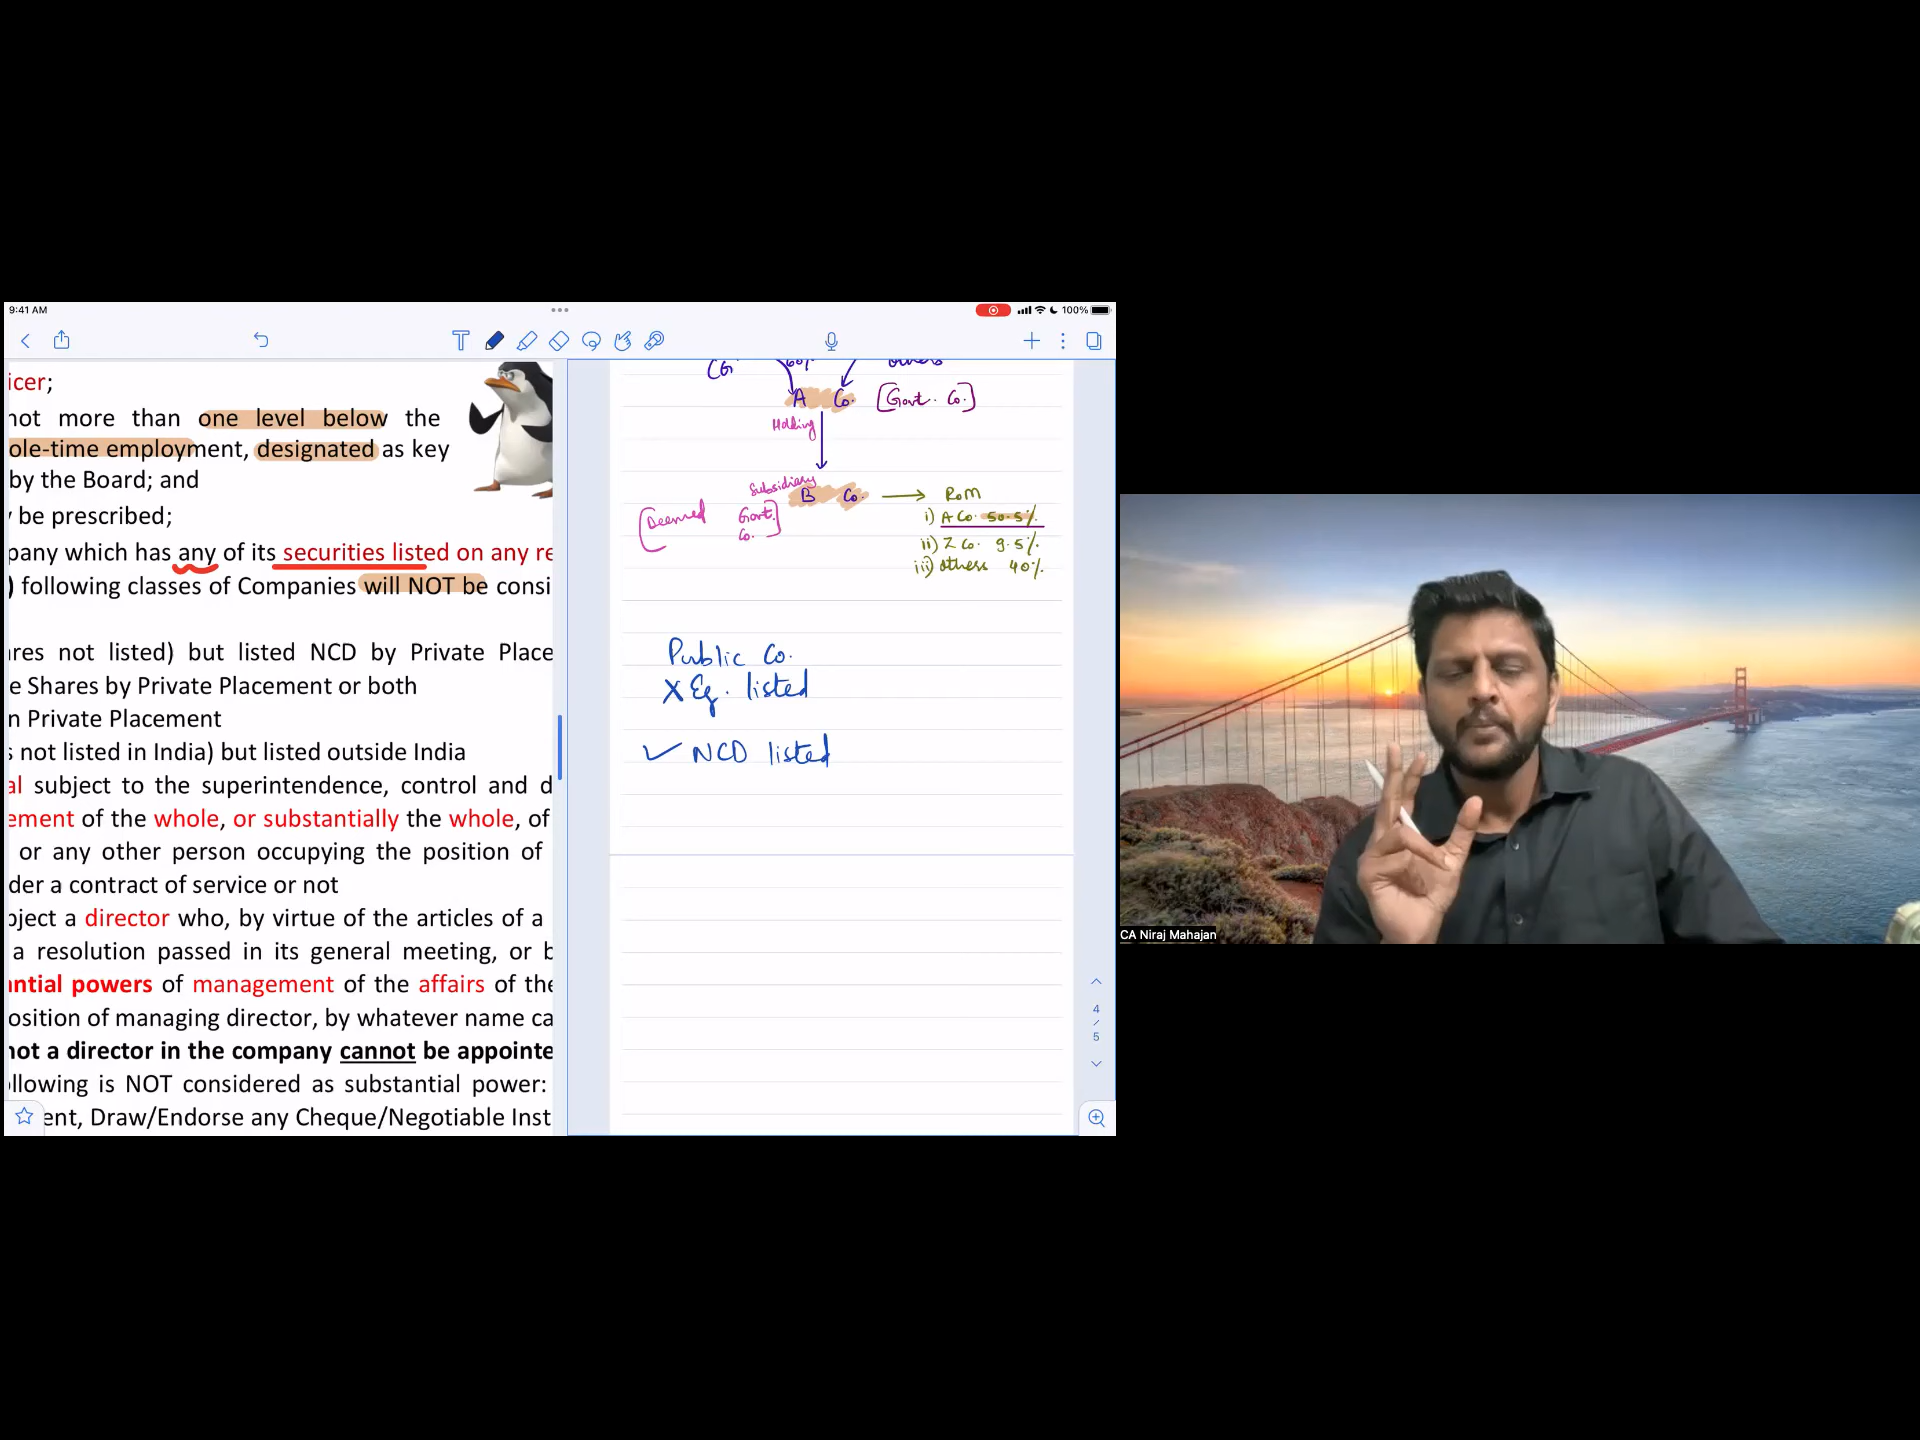 9:41 AM
100%
icer;
not more than one level below the
ole-time employment, designated as key
by the Board; and
be prescribed;
pany which has any of its securities listed on any re
) following classes of Companies will NOT be consi
res not listed) but listed NCD by Private Place
e Shares by Private Placement or both
n Private Placement
s not listed in India) but listed outside India
al subject to the superintendence, control and d
ement of the whole, or substantially the whole, of
or any other person occupying the position of
der a contract of service or not
bject a director who, by virtue of the articles of a
a resolution passed in its general meeting, or b
antial powers of management of the affairs of the
osition of managing director, by whatever name ca
not a director in the company cannot be appointe
ollowing is NOT considered as substantial power:
ent, Draw/Endorse any Cheque/Negotiable Inst
CG 60% others
A Co. [Govt. Co.]
Holding
Subsidiary
B Co. → RoM
[Deemed Govt. Co.]
i) A Co. 50.5%
ii) Z Co. 9.5%
iii) others 40%
Public Co.
X Eq. listed
✓ NCD listed
4
/
5
CA Niraj Mahajan